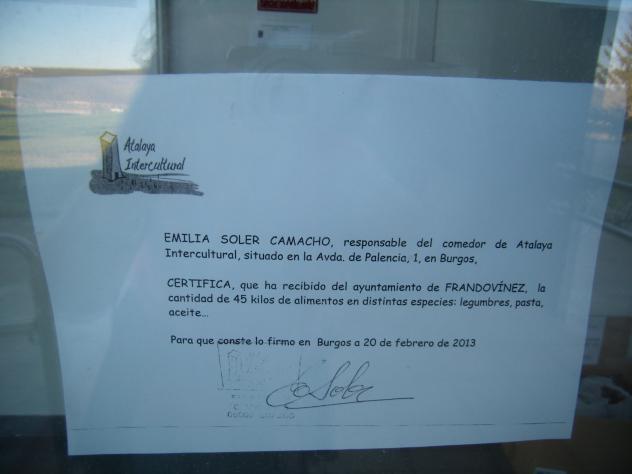 Atalaya
Intercultural
EMILIA SOLER CAMACHO, responsable del comedor de Atalaya
Intercultural, situado en la Avda. de Palencia, 1, en Burgos,
CERTIFICA, que ha recibido del ayuntamiento de FRANDOVÍNEZ, la
cantidad de 45 kilos de alimentos en distintas especies: legumbres, pasta,
aceite...
Para que conste lo firmo en Burgos a 20 de febrero de 2013
Soler